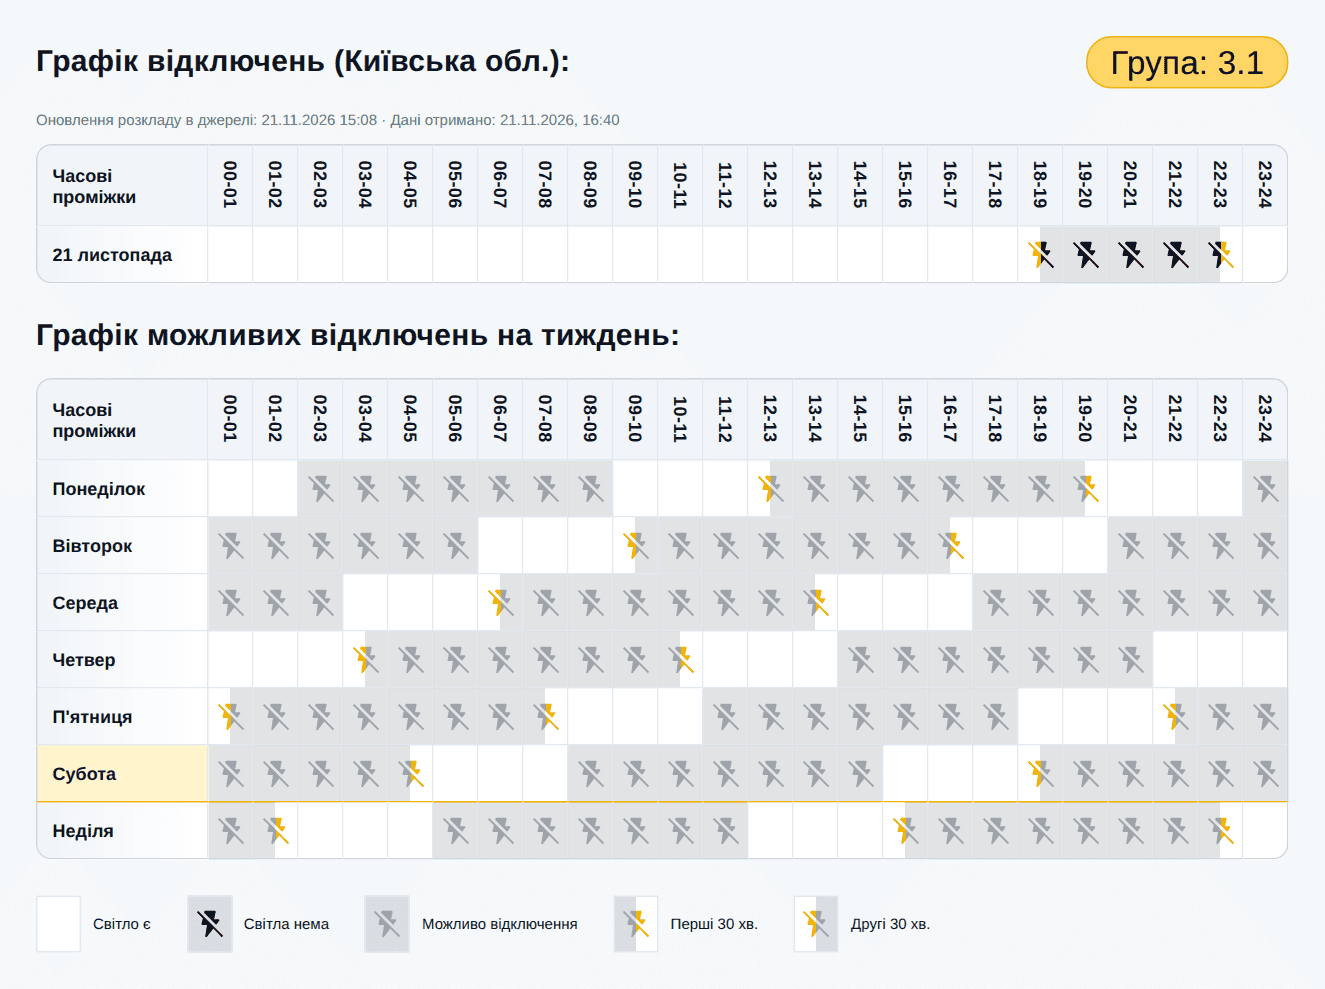 Графік відключень (Київська обл.):
Група: 3.1
Оновлення розкладу в джерелі: 21.11.2026 15:08 · Дані отримано: 21.11.2026, 16:40
Часові проміжки 00-01 01-02 02-03 03-04 04-05 05-06 06-07 07-08 08-09 09-10 10-11 11-12 12-13 13-14 14-15 15-16 16-17 17-18 18-19 19-20 20-21 21-22 22-23 23-24
21 листопада
Графік можливих відключень на тиждень:
Часові проміжки 00-01 01-02 02-03 03-04 04-05 05-06 06-07 07-08 08-09 09-10 10-11 11-12 12-13 13-14 14-15 15-16 16-17 17-18 18-19 19-20 20-21 21-22 22-23 23-24
Понеділок
Вівторок
Середа
Четвер
П'ятниця
Субота
Неділя
Світло є Світла нема Можливо відключення Перші 30 хв. Другі 30 хв.